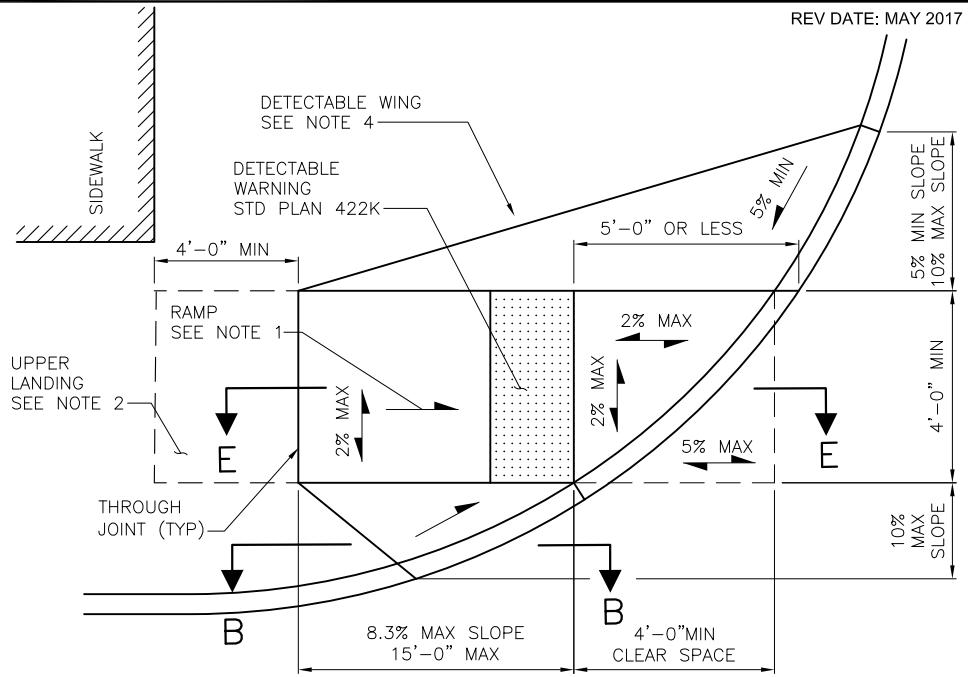 REV DATE: MAY 2017
DETECTABLE WING
SEE NOTE 4
SIDEWALK
DETECTABLE
WARNING
STD PLAN 422K
5% MIN
5'-0" OR LESS
5% MIN SLOPE
10% MAX SLOPE
4'-0" MIN
RAMP
SEE NOTE 1
2% MAX
UPPER
LANDING
SEE NOTE 2
2% MAX
2% MAX
4'-0" MIN
E
E
5% MAX
THROUGH
JOINT (TYP)
10%
MAX
SLOPE
B
B
8.3% MAX SLOPE
15'-0" MAX
4'-0"MIN
CLEAR SPACE